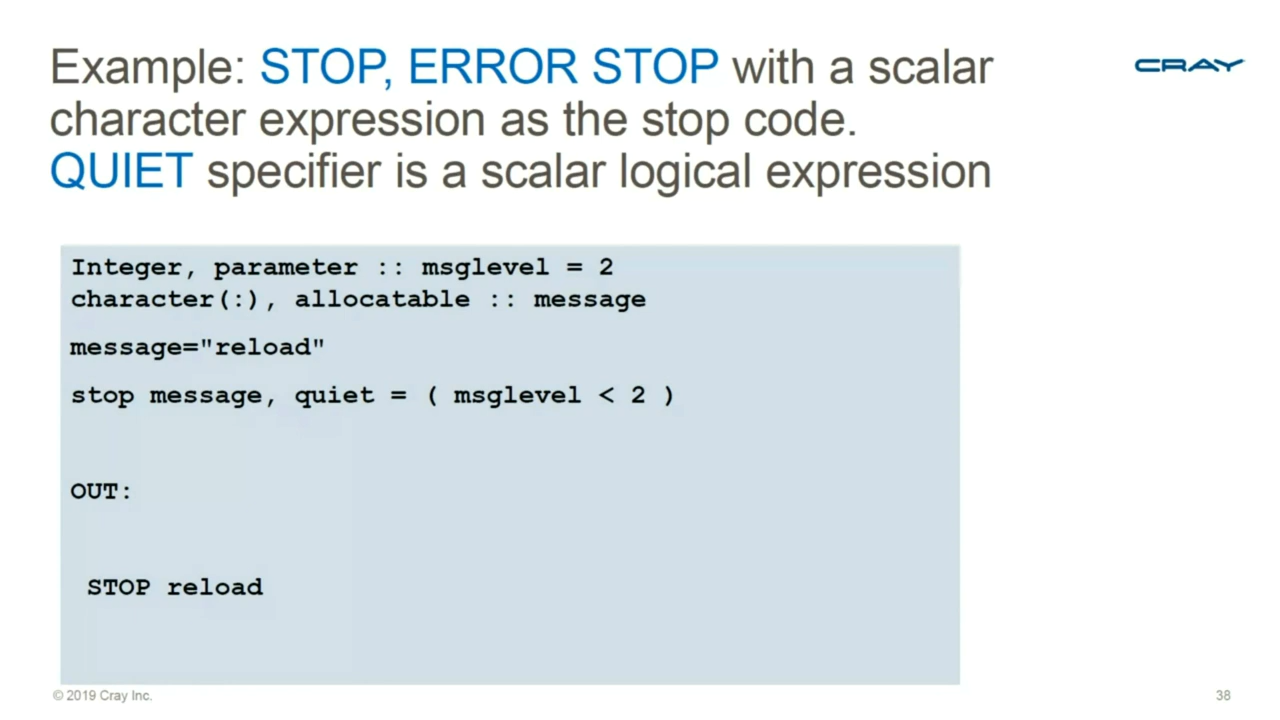 Example: STOP, ERROR STOP with a scalar
character expression as the stop code.
QUIET specifier is a scalar logical expression
CRAY
Integer, parameter :: msglevel = 2
character(:), allocatable :: message
message="reload"
stop message, quiet = ( msglevel < 2 )
OUT:
STOP reload
© 2019 Cray Inc.
38